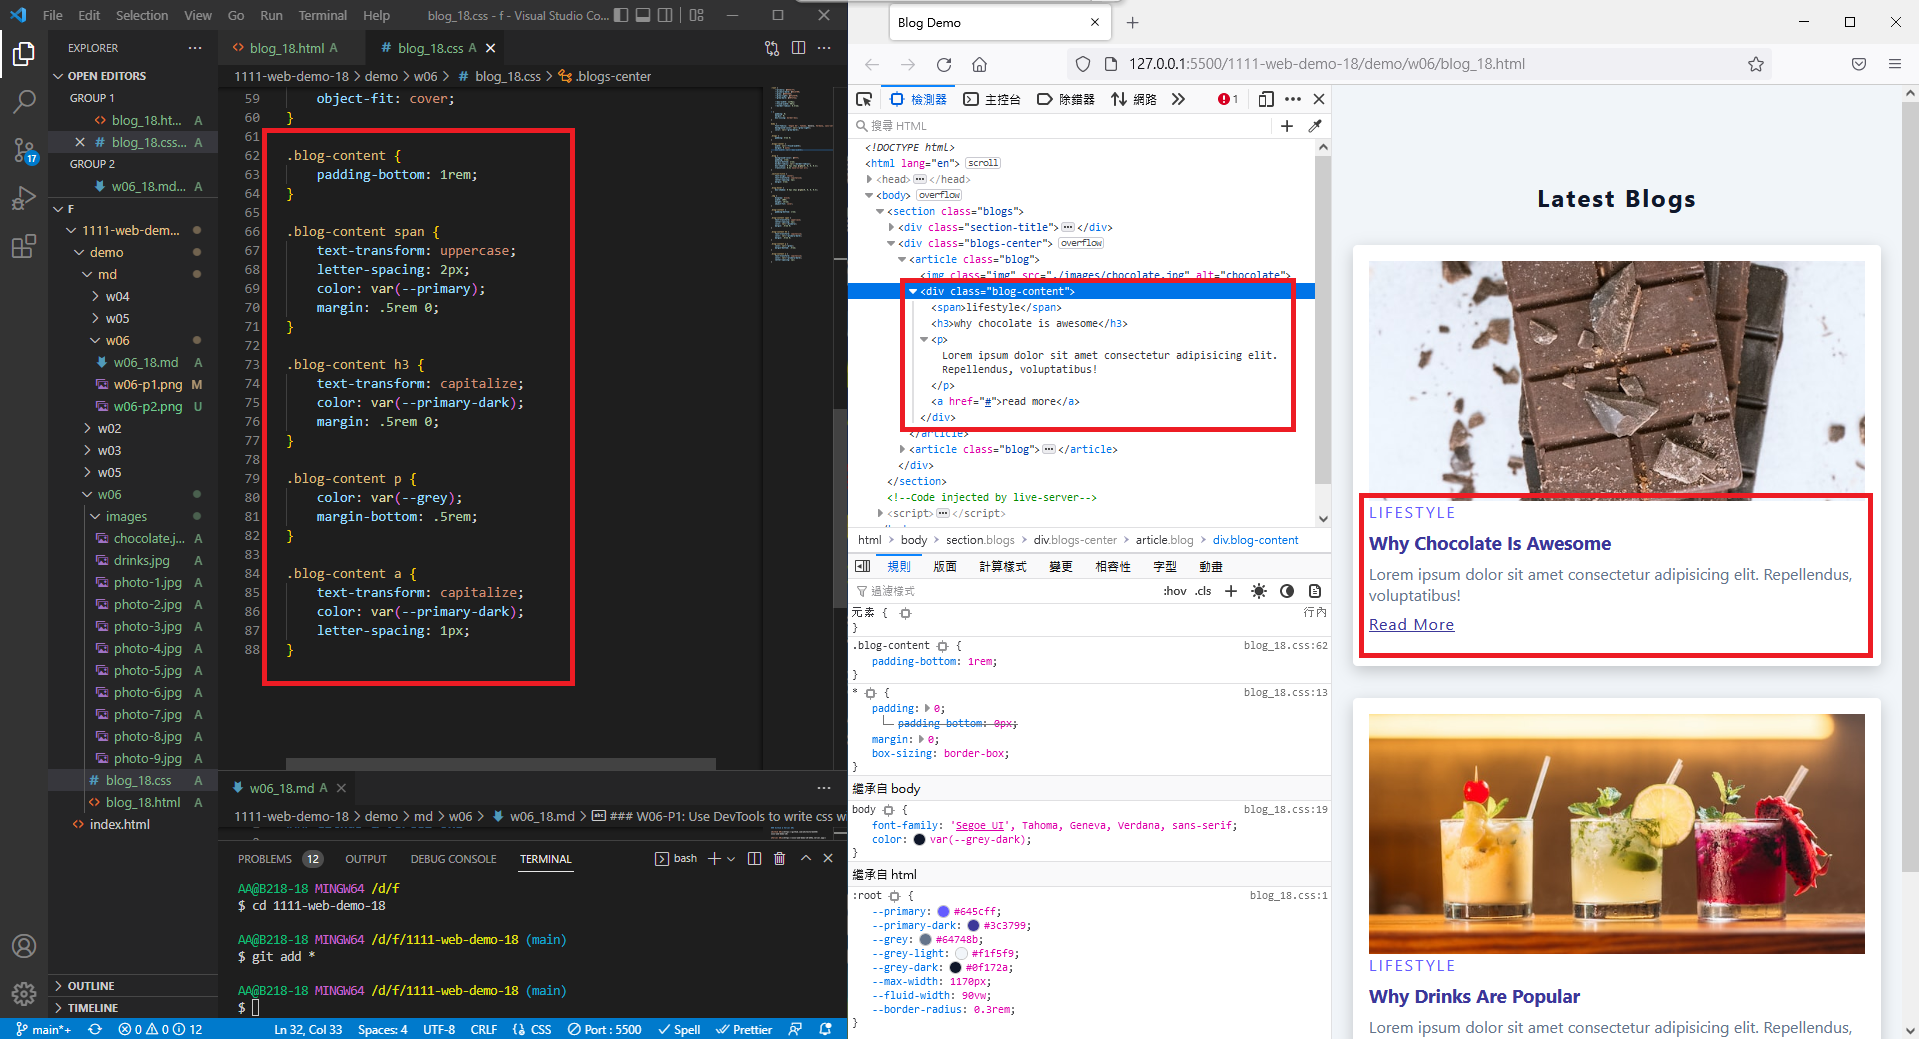 File Edit Selection View Go Run Terminal Help blog_18.css - f - Visual Studio Co...
EXPLORER
OPEN EDITORS
GROUP 1
blog_18.ht... A
blog_18.css... A
GROUP 2
w06_18.md... A
F
1111-web-dem...
demo
md
w04
w05
w06
w06_18.md A
w06-p1.png M
w06-p2.png U
w02
w03
w05
w06
images
chocolate.j... A
drinks.jpg A
photo-1.jpg A
photo-2.jpg A
photo-3.jpg A
photo-4.jpg A
photo-5.jpg A
photo-6.jpg A
photo-7.jpg A
photo-8.jpg A
photo-9.jpg A
blog_18.css A
blog_18.html A
index.html
OUTLINE
TIMELINE
17
blog_18.html A blog_18.css A
1111-web-demo-18 > demo > w06 > # blog_18.css > .blogs-center
59 object-fit: cover;
60 }
61
62 .blog-content {
63 padding-bottom: 1rem;
64 }
65
66 .blog-content span {
67 text-transform: uppercase;
68 letter-spacing: 2px;
69 color: var(--primary);
70 margin: .5rem 0;
71 }
72
73 .blog-content h3 {
74 text-transform: capitalize;
75 color: var(--primary-dark);
76 margin: .5rem 0;
77 }
78
79 .blog-content p {
80 color: var(--grey);
81 margin-bottom: .5rem;
82 }
83
84 .blog-content a {
85 text-transform: capitalize;
86 color: var(--primary-dark);
87 letter-spacing: 1px;
88 }
w06_18.md A
1111-web-demo-18 > demo > md > w06 > w06_18.md > ### W06-P1: Use DevTools to write css w
PROBLEMS 12 OUTPUT DEBUG CONSOLE TERMINAL bash
AA@B218-18 MINGW64 /d/f
$ cd 1111-web-demo-18
AA@B218-18 MINGW64 /d/f/1111-web-demo-18 (main)
$ git add *
AA@B218-18 MINGW64 /d/f/1111-web-demo-18 (main)
$
main*+ 0 0 12 Ln 32, Col 33 Spaces: 4 UTF-8 CRLF {} CSS Port : 5500 Spell Prettier
Blog Demo
127.0.0.1:5500/1111-web-demo-18/demo/w06/blog_18.html
檢測器 主控台 除錯器 網路 1
搜尋 HTML
<!DOCTYPE html>
<html lang="en"> scroll
<head> </head>
<body> overflow
<section class="blogs">
<div class="section-title"> </div>
<div class="blogs-center"> overflow
<article class="blog">
<img class="img" src="./images/chocolate.jpg" alt="chocolate">
<div class="blog-content">
<span>lifestyle</span>
<h3>why chocolate is awesome</h3>
<p>
Lorem ipsum dolor sit amet consectetur adipisicing elit.
Repellendus, voluptatibus!
</p>
<a href="#">read more</a>
</div>
</article>
<article class="blog"> </article>
</div>
</section>
<!--Code injected by live-server-->
<script> </script>
html > body > section.blogs > div.blogs-center > article.blog > div.blog-content
規則 版面 計算樣式 變更 相容性 字型 動畫
過濾樣式 :hov .cls
元素 { 行內
}
.blog-content { blog_18.css:62
padding-bottom: 1rem;
}
* { blog_18.css:13
padding: 0;
padding-bottom: 0px;
margin: 0;
box-sizing: border-box;
}
繼承自 body
body { blog_18.css:19
font-family: 'Segoe UI', Tahoma, Geneva, Verdana, sans-serif;
color: var(--grey-dark);
}
繼承自 html
:root { blog_18.css:1
--primary: #645cff;
--primary-dark: #3c3799;
--grey: #64748b;
--grey-light: #f1f5f9;
--grey-dark: #0f172a;
--max-width: 1170px;
--fluid-width: 90vw;
--border-radius: 0.3rem;
}
Latest Blogs
LIFESTYLE
Why Chocolate Is Awesome
Lorem ipsum dolor sit amet consectetur adipisicing elit. Repellendus,
voluptatibus!
Read More
LIFESTYLE
Why Drinks Are Popular
Lorem ipsum dolor sit amet consectetur adipisicing elit. Repellendus,